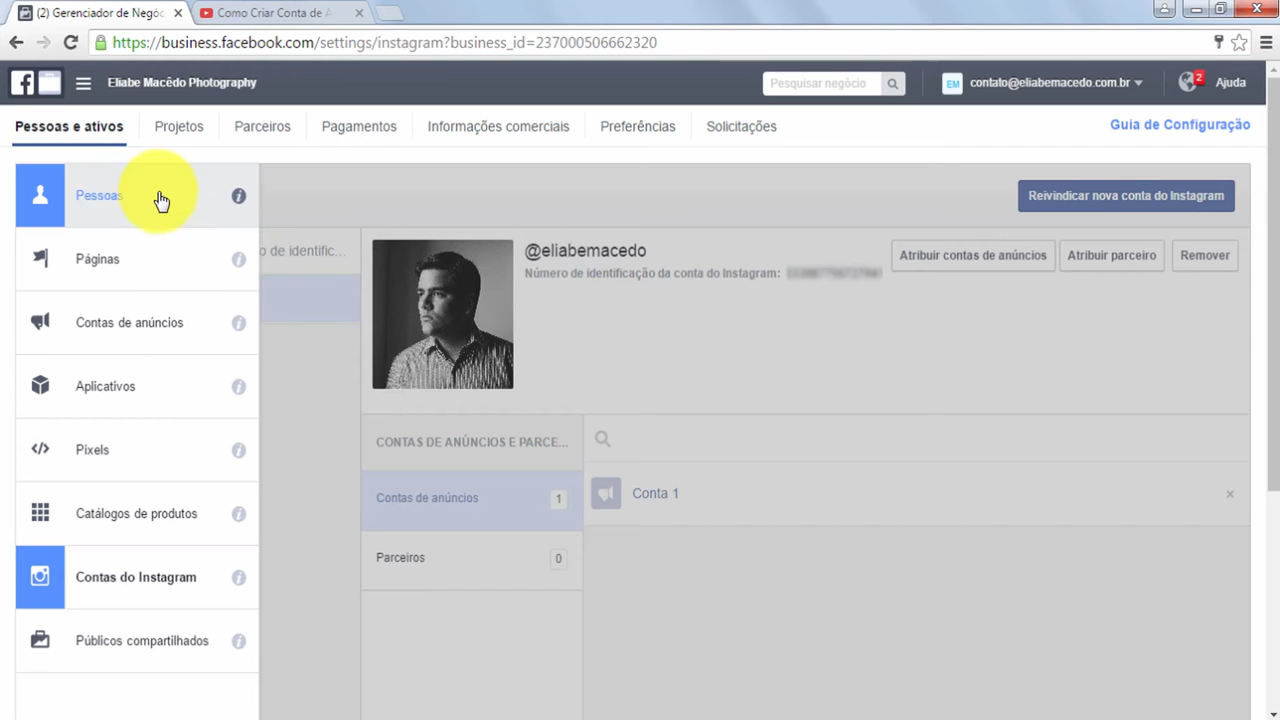 (2) Gerenciador de Negóc
Como Criar Conta de A
https://business.facebook.com/settings/instagram?business_id=237000506662320
Eliabe Macêdo Photography
Pesquisar negócio
EM
contato@eliabemacedo.com.br
2
Ajuda
Pessoas e ativos
Projetos
Parceiros
Pagamentos
Informações comerciais
Preferências
Solicitações
Guia de Configuração
Pessoas
Páginas
Contas de anúncios
Aplicativos
Pixels
Catálogos de produtos
Contas do Instagram
Públicos compartilhados
o de identific...
Reivindicar nova conta do Instagram
@eliabemacedo
Número de identificação da conta do Instagram:
Atribuir contas de anúncios
Atribuir parceiro
Remover
CONTAS DE ANÚNCIOS E PARCE...
Contas de anúncios 1
Parceiros 0
Conta 1